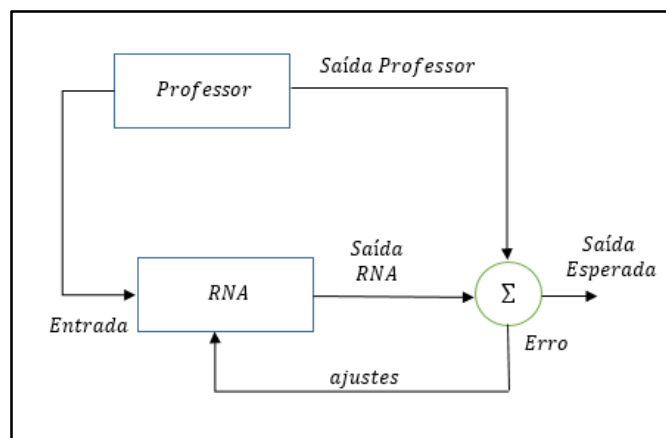 Saída Professor
Professor
Saída
RNA
Saída
Esperada
RNA
Σ
Entrada
Erro
ajustes